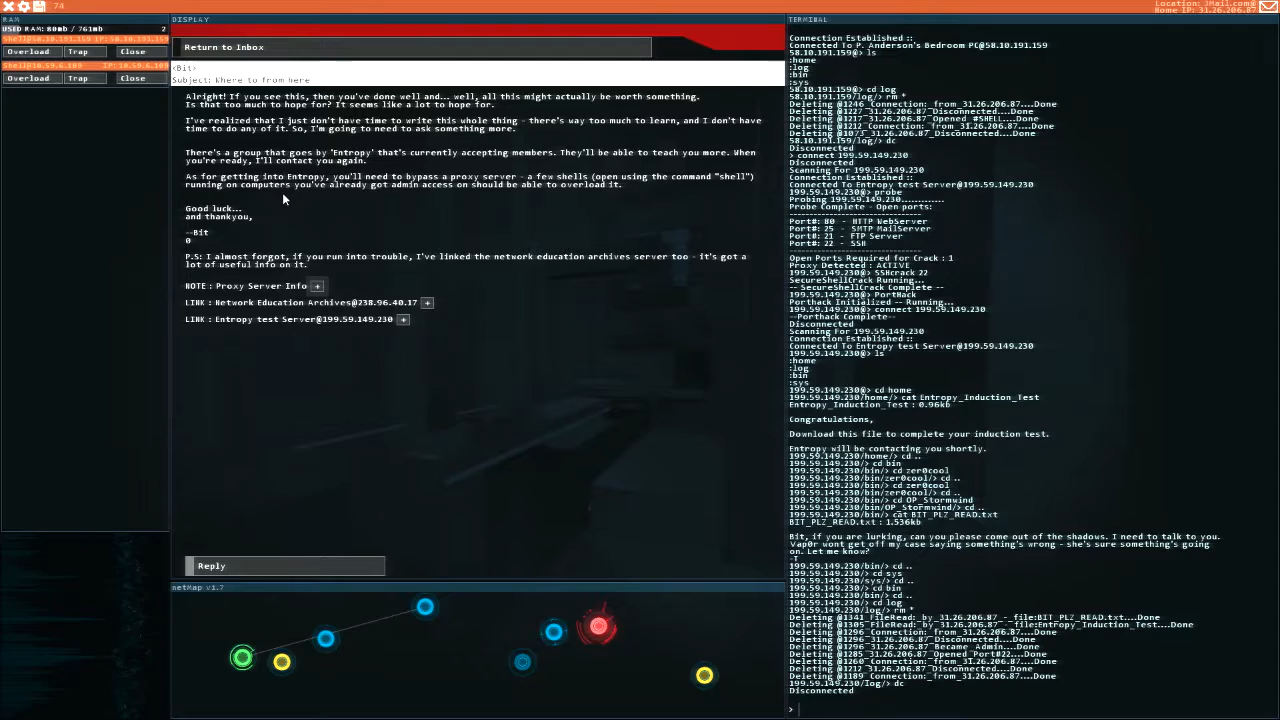 74
Location: JMail.com@
Home IP: 31.26.206.87
RAM
USED RAM: 80mb / 761mb
2
Shell@58.10.191.159 IP: 58.10.191.159
Overload
Trap
Close
IP: 10.59.6.189
Overload
Trap
Close
DISPLAY
Return to Inbox
<Bit>
Subject: Where to from here
Alright! If you see this, then you've done well and... well, all this might actually be worth something.
Is that too much to hope for? It seems like a lot to hope for.
I've realized that I just don't have time to write this whole thing - there's way too much to learn, and I don't have
time to do any of it. So, I'm going to need to ask something more.
There's a group that goes by 'Entropy' that's currently accepting members. They'll be able to teach you more. When
you're ready, I'll contact you again.
As for getting into Entropy, you'll need to bypass a proxy server - a few shells (open using the command "shell")
running on computers you've already got admin access on should be able to overload it.
Good luck...
and thankyou,
--Bit
0
P.S: I almost forgot, if you run into trouble, I've linked the network education archives server too - it's got a
lot of useful info on it.
NOTE : Proxy Server Info +
LINK : Network Education Archives@238.96.40.17 +
LINK : Entropy test Server@199.59.149.230 +
Reply
netMap v1.7
TERMINAL
Connection Established ::
Connected To P. Anderson's Bedroom PC@58.10.191.159
58.10.191.159@> ls
:home
:log
:bin
:sys
58.10.191.159@> cd log
58.10.191.159/log/> rm *
Deleting @1246 Connection: from_31.26.206.87...Done
Deleting @1227_31.26.206.87_Disconnected...Done
Deleting @1217_31.26.206.87_Opened_#SHELL...Done
Deleting @1212_Connection: from_31.26.206.87...Done
Deleting @1073_31.26.206.87_Disconnected...Done
58.10.191.159/log/> dc
Disconnected
> connect 199.59.149.230
Disconnected
Scanning For 199.59.149.230
Connection Established ::
Connected To Entropy test Server@199.59.149.230
199.59.149.230@> probe
Probing 199.59.149.230.............
Probe Complete - Open ports:
---------------------------------
Port#: 80 - HTTP WebServer
Port#: 25 - SMTP MailServer
Port#: 21 - FTP Server
Port#: 22 - SSH
---------------------------------
Open Ports Required for Crack : 1
Proxy Detected : ACTIVE
199.59.149.230@> SSHcrack 22
SecureShellCrack Running...
-- SecureShellCrack Complete --
199.59.149.230@> PortHack
Porthack Initialized -- Running...
199.59.149.230@> connect 199.59.149.230
--Porthack Complete--
Disconnected
Scanning For 199.59.149.230
Connection Established ::
Connected To Entropy test Server@199.59.149.230
199.59.149.230@> ls
:home
:log
:bin
:sys
199.59.149.230@> cd home
199.59.149.230/home/> cat Entropy_Induction_Test
Entropy_Induction_Test : 0.96kb
Congratulations,
Download this file to complete your induction test.
Entropy will be contacting you shortly.
199.59.149.230/home/> cd ..
199.59.149.230@> cd bin
199.59.149.230/bin/> cd zer0cool
199.59.149.230/bin/zer0cool/> cd ..
199.59.149.230/bin/> cd zer0cool
199.59.149.230/bin/zer0cool/> cd ..
199.59.149.230/bin/> cd OP_Stormwind
199.59.149.230/bin/OP_Stormwind/> cd ..
199.59.149.230/bin/> cat BIT_PLZ_READ.txt
BIT_PLZ_READ.txt : 1.536kb
Bit, if you are lurking, can you please come out of the shadows. I need to talk to you.
Vap0r wont get off my case saying something's wrong - she's sure something's going
on. Let me know?
-T
199.59.149.230/bin/> cd ..
199.59.149.230@> cd sys
199.59.149.230/sys/> cd ..
199.59.149.230@> cd bin
199.59.149.230/bin/> cd ..
199.59.149.230@> cd log
199.59.149.230/log/> rm *
Deleting @1341_FileRead:_by_31.26.206.87_-_file:BIT_PLZ_READ.txt....Done
Deleting @1305_FileRead:_by_31.26.206.87_-_file:Entropy_Induction_Test....Done
Deleting @1296_Connection:_from_31.26.206.87...Done
Deleting @1296_31.26.206.87_Disconnected...Done
Deleting @1296_31.26.206.87_Became_Admin...Done
Deleting @1285_31.26.206.87_Opened_Port#22...Done
Deleting @1260_Connection:_from_31.26.206.87...Done
Deleting @1212_31.26.206.87_Disconnected...Done
Deleting @1189_Connection:_from_31.26.206.87...Done
199.59.149.230/log/> dc
Disconnected
>